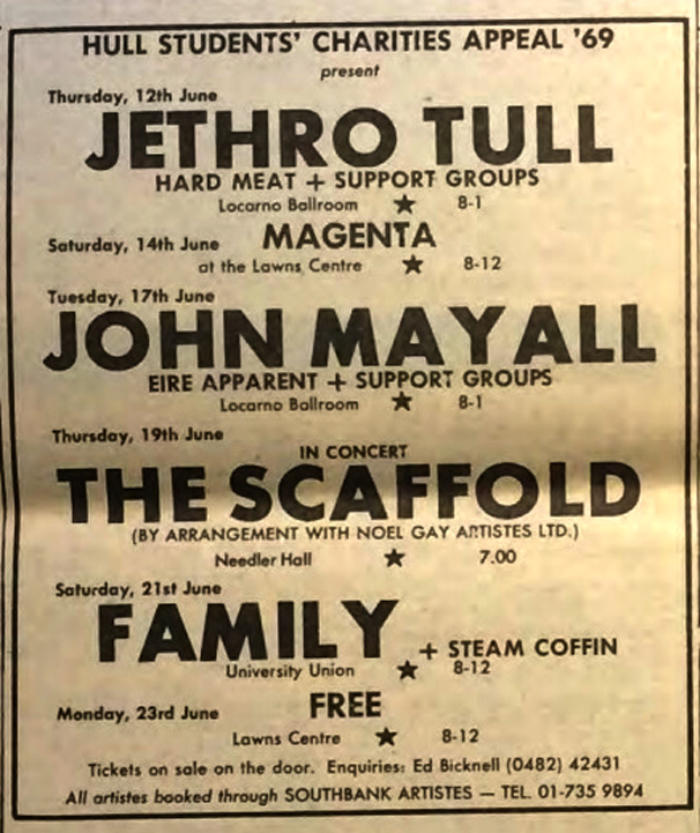 HULL STUDENTS' CHARITIES APPEAL '69
present
Thursday, 12th June
JETHRO TULL
HARD MEAT + SUPPORT GROUPS
Locarno Ballroom ★ 8-1
Saturday, 14th June MAGENTA
at the Lawns Centre ★ 8-12
Tuesday, 17th June
JOHN MAYALL
EIRE APPARENT + SUPPORT GROUPS
Locarno Ballroom ★ 8-1
Thursday, 19th June
IN CONCERT
THE SCAFFOLD
(BY ARRANGEMENT WITH NOEL GAY ARTISTES LTD.)
Needler Hall ★ 7.00
Saturday, 21st June
FAMILY + STEAM COFFIN
University Union ★ 8-12
Monday, 23rd June FREE
Lawns Centre ★ 8-12
Tickets on sale on the door. Enquiries: Ed Bicknell (0482) 42431
All artistes booked through SOUTHBANK ARTISTES — TEL. 01-735 9894